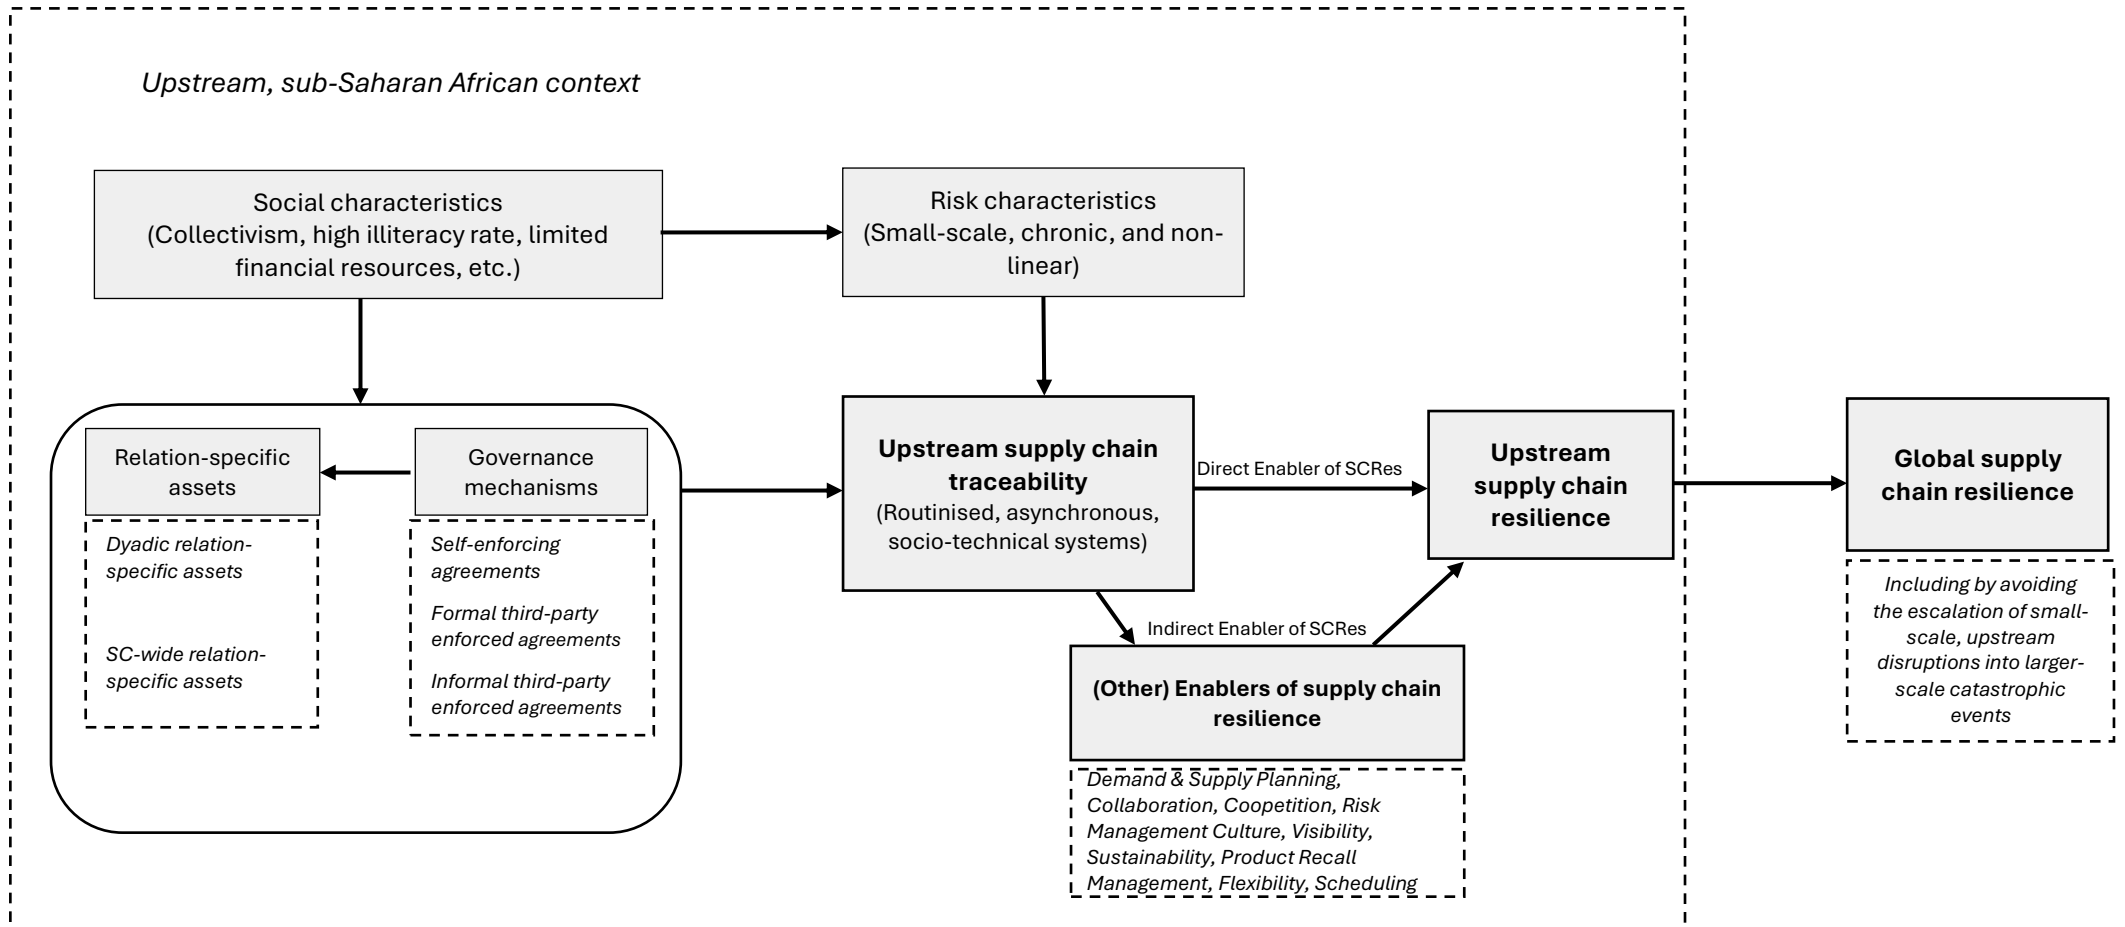 Upstream, sub-Saharan African context
Social characteristics
(Collectivism, high illiteracy rate, limited
financial resources, etc.)
Risk characteristics
(Small-scale, chronic, and non-
linear)
Relation-specific
assets
Governance
mechanisms
Dyadic relation-
specific assets
SC-wide relation-
specific assets
Self-enforcing
agreements
Formal third-party
enforced agreements
Informal third-party
enforced agreements
Upstream supply chain
traceability
(Routinised, asynchronous,
socio-technical systems)
Direct Enabler of SCRes
Upstream
supply chain
resilience
Indirect Enabler of SCRes
(Other) Enablers of supply chain
resilience
Demand & Supply Planning,
Collaboration, Coopetition, Risk
Management Culture, Visibility,
Sustainability, Product Recall
Management, Flexibility, Scheduling
Global supply
chain resilience
Including by avoiding
the escalation of small-
scale, upstream
disruptions into larger-
scale catastrophic
events